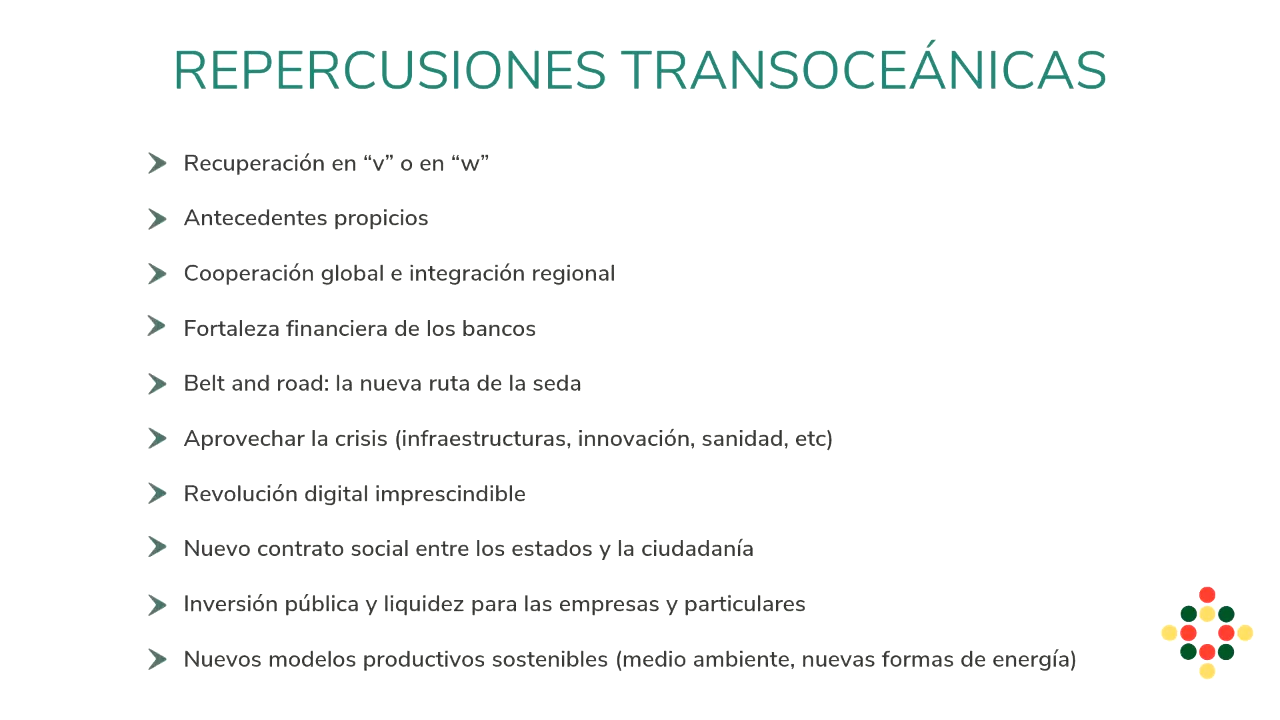 REPERCUSIONES TRANSOCEÁNICAS
Recuperación en “v” o en “w”
Antecedentes propicios
Cooperación global e integración regional
Fortaleza financiera de los bancos
Belt and road: la nueva ruta de la seda
Aprovechar la crisis (infraestructuras, innovación, sanidad, etc)
Revolución digital imprescindible
Nuevo contrato social entre los estados y la ciudadanía
Inversión pública y liquidez para las empresas y particulares
Nuevos modelos productivos sostenibles (medio ambiente, nuevas formas de energía)